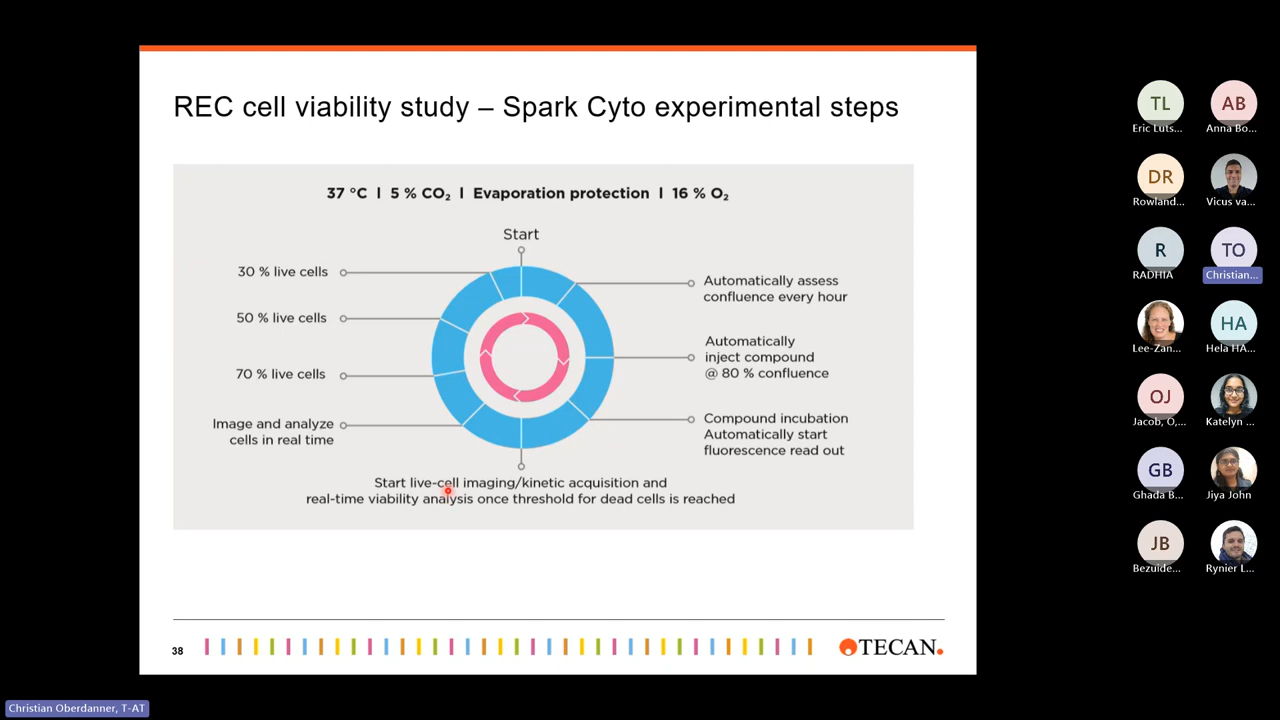 REC cell viability study – Spark Cyto experimental steps
37 °C I 5 % CO₂ I Evaporation protection I 16 % O₂
Start
Automatically assess
confluence every hour
Automatically
inject compound
@ 80 % confluence
Compound incubation
Automatically start
fluorescence read out
Start live-cell imaging/kinetic acquisition and
real-time viability analysis once threshold for dead cells is reached
Image and analyze
cells in real time
70 % live cells
50 % live cells
30 % live cells
38
TECAN.
TL
Eric Luts...
AB
Anna Bo...
DR
Rowland...
Vicus va...
R
RADHIA
TO
Christian...
Lee-Zan...
HA
Hela HA...
OJ
Jacob, O,...
Katelyn ...
GB
Ghada B...
Jiya John
JB
Bezuide...
Rynier L...
Christian Oberdanner, T-AT